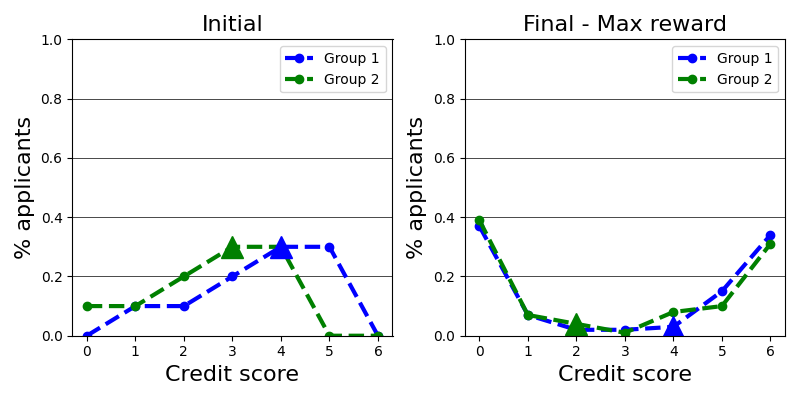 Initial
1.0
0.8
0.6
0.4
0.2
0.0
% applicants
Group 1
Group 2
0 1 2 3 4 5 6
Credit score
Final - Max reward
1.0
0.8
0.6
0.4
0.2
0.0
% applicants
Group 1
Group 2
0 1 2 3 4 5 6
Credit score